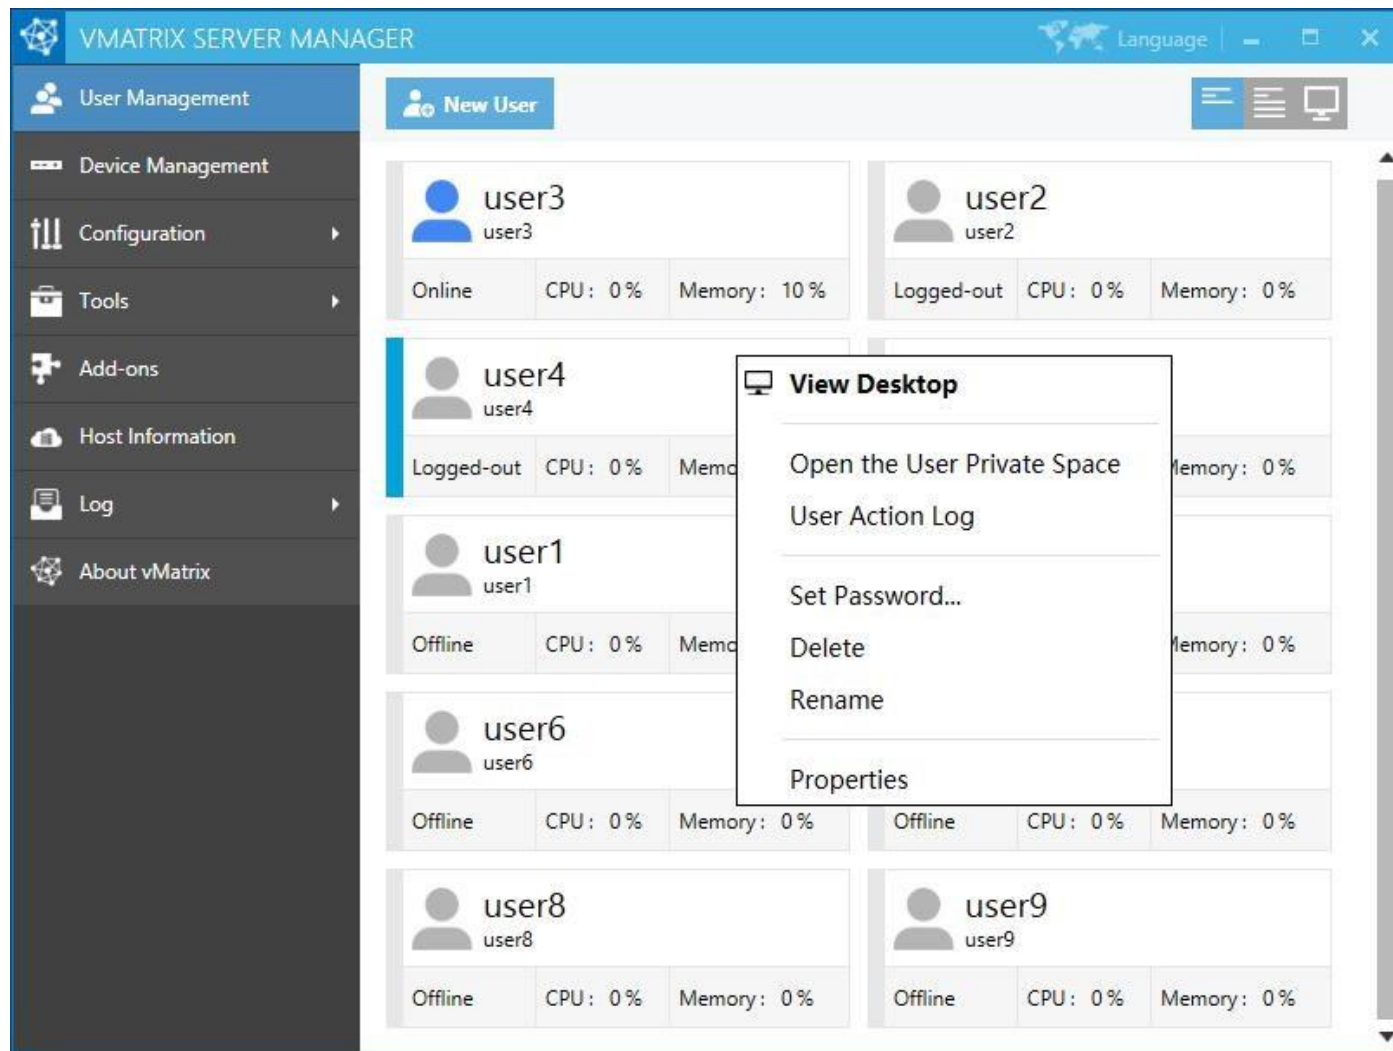 VMATRIX SERVER MANAGER
Language
User Management
Device Management
Configuration
Tools
Add-ons
Host Information
Log
About vMatrix
New User
user3
user3
Online CPU: 0% Memory: 10%
user2
user2
Logged-out CPU: 0% Memory: 0%
user4
user4
Logged-out CPU: 0%
Memory: 0%
View Desktop
Open the User Private Space
User Action Log
Set Password...
Delete
Rename
Properties
user1
user1
Offline CPU: 0%
Memory: 0%
user6
user6
Offline CPU: 0% Memory: 0%
Offline CPU: 0% Memory: 0%
user8
user8
Offline CPU: 0% Memory: 0%
user9
user9
Offline CPU: 0% Memory: 0%